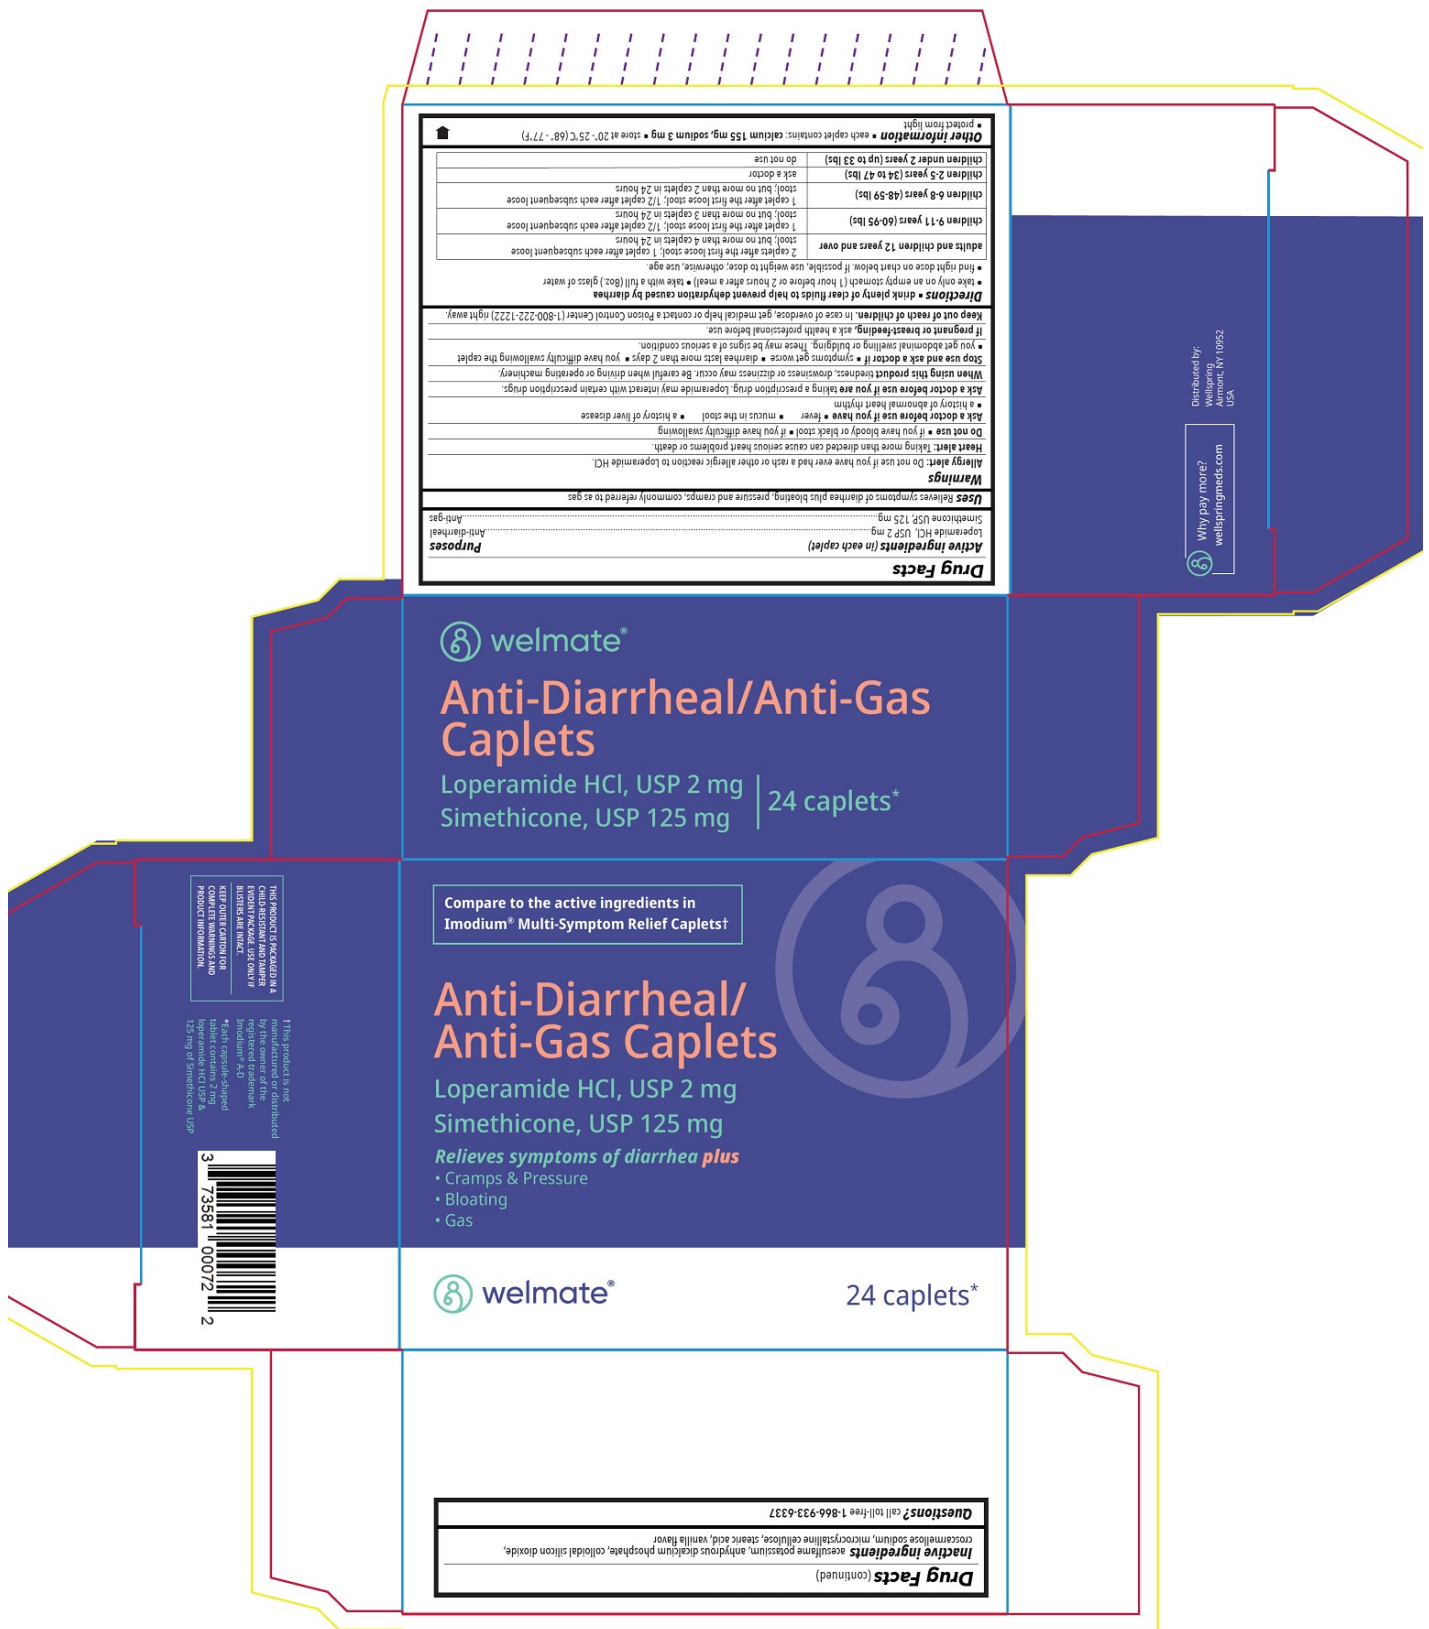 Drug Facts
Active ingredients (in each caplet) Purposes
Loperamide HCl, USP 2 mg........Anti-diarrheal
Simethicone USP, 125 mg........Anti-gas
Uses Relieves symptoms of diarrhea plus bloating, pressure and cramps, commonly referred to as gas
Warnings
Allergy alert: Do not use if you have ever had a rash or other allergic reaction to Loperamide HCl.
Heart alert: Taking more than directed can cause serious heart problems or death.
Do not use ▪ if you have bloody or black stool ▪ if you have difficulty swallowing
Ask a doctor before use if you have ▪ fever ▪ mucus in the stool ▪ a history of liver disease
▪ a history of abnormal heart rhythm
Ask a doctor before use if you are taking a prescription drug. Loperamide may interact with certain prescription drugs.
When using this product tiredness, drowsiness or dizziness may occur. Be careful when driving or operating machinery.
Stop use and ask a doctor if ▪ symptoms get worse ▪ diarrhea lasts more than 2 days ▪ you have difficulty swallowing the caplet
▪ you get abdominal swelling or buldging. These may be signs of a serious condition.
If pregnant or breast-feeding, ask a health professional before use.
Keep out of reach of children. In case of overdose, get medical help or contact a Poison Control Center (1-800-222-1222) right away.
Directions ▪ drink plenty of clear fluids to help prevent dehydration caused by diarrhea
● take only on an empty stomach (1 hour before or 2 hours after a meal) ● take with a full (8oz.) glass of water
● find right dose on chart below. If possible, use weight to dose; otherwise, use age.
adults and children 12 years and over 2 caplets after the first loose stool; 1 caplet after each subsequent loose
stool; but no more than 4 caplets in 24 hours
children 9-11 years (60-95 lbs) 1 caplet after the first loose stool; 1/2 caplet after each subsequent loose
stool; but no more than 3 caplets in 24 hours
children 6-8 years (48-59 lbs) 1 caplet after the first loose stool; 1/2 caplet after each subsequent loose
stool; but no more than 2 caplets in 24 hours
children 2-5 years (34 to 47 lbs) ask a doctor
children under 2 years (up to 33 lbs) do not use
Other information ▪ each caplet contains: calcium 155 mg, sodium 3 mg ▪ store at 20°- 25°C (68° - 77°F)
▪ protect from light
Distributed by:
Wellspring
Airmont, NY 10952
USA
Why pay more?
wellspringmeds.com
welmate®
Anti-Diarrheal/Anti-Gas
Caplets
Loperamide HCl, USP 2 mg
Simethicone, USP 125 mg
24 caplets*
THIS PRODUCT IS PACKAGED IN A
CHILD-RESISTANT AND TAMPER
EVIDENT PACKAGE. USE ONLY IF
BLISTERS ARE INTACT.
KEEP OUTER CARTON FOR
COMPLETE WARNINGS AND
PRODUCT INFORMATION.
†This product is not
manufactured or distributed
by the owner of the
registered trademark
Imodium® A-D
*Each capsule-shaped
tablet contains 2 mg
loperamide HCl USP &
125 mg of Simethicone USP
3 73581 00072 2
Compare to the active ingredients in
Imodium® Multi-Symptom Relief Caplets†
Anti-Diarrheal/
Anti-Gas Caplets
Loperamide HCl, USP 2 mg
Simethicone, USP 125 mg
Relieves symptoms of diarrhea plus
• Cramps & Pressure
• Bloating
• Gas
welmate®
24 caplets*
Drug Facts (continued)
Inactive ingredients acesulfame potassium, anhydrous dicalcium phosphate, colloidal silicon dioxide,
croscarmellose sodium, microcrystalline cellulose, stearic acid, vanilla flavor
Questions? call toll-free 1-866-933-6337